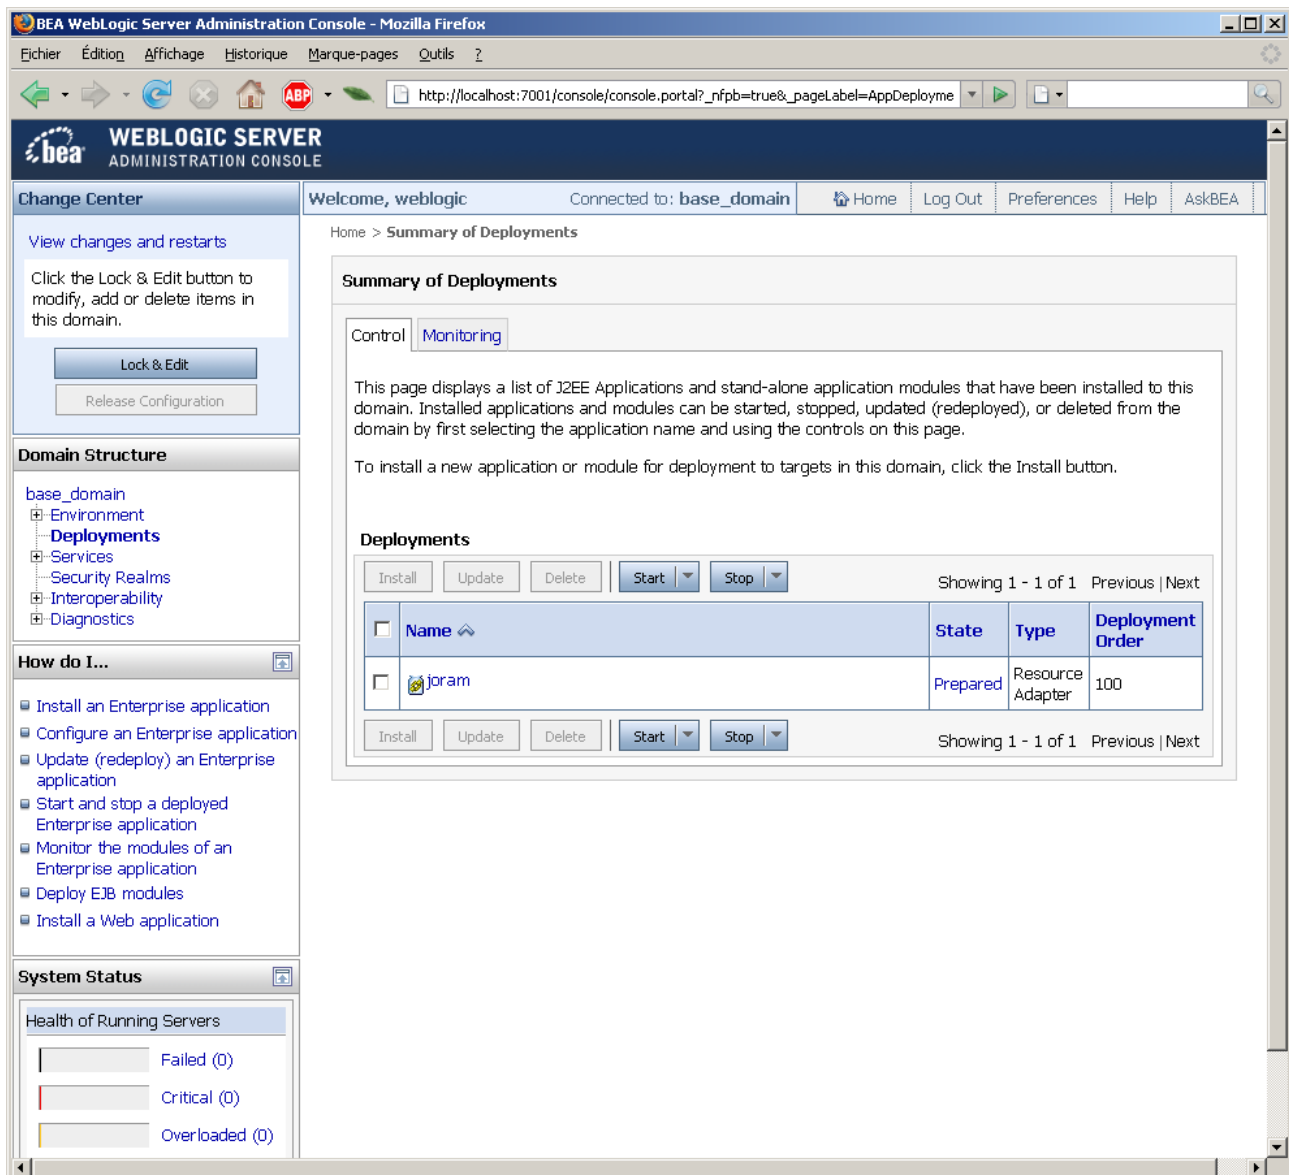 BEA WebLogic Server Administration Console - Mozilla Firefox
Fichier Édition Affichage Historique Marque-pages Outils ?
ABP http://localhost:7001/console/console.portal?_nfpb=true&_pageLabel=AppDeployme
bea WEBLOGIC SERVER
ADMINISTRATION CONSOLE
Change Center
Welcome, weblogic Connected to: base_domain Home Log Out Preferences Help AskBEA
Home > Summary of Deployments
View changes and restarts
Click the Lock & Edit button to
modify, add or delete items in
this domain.
Lock & Edit
Release Configuration
Domain Structure
base_domain
Environment
Deployments
Services
Security Realms
Interoperability
Diagnostics
How do I...
Install an Enterprise application
Configure an Enterprise application
Update (redeploy) an Enterprise
application
Start and stop a deployed
Enterprise application
Monitor the modules of an
Enterprise application
Deploy EJB modules
Install a Web application
System Status
Health of Running Servers
Failed (0)
Critical (0)
Overloaded (0)
Summary of Deployments
Control Monitoring
This page displays a list of J2EE Applications and stand-alone application modules that have been installed to this
domain. Installed applications and modules can be started, stopped, updated (redeployed), or deleted from the
domain by first selecting the application name and using the controls on this page.
To install a new application or module for deployment to targets in this domain, click the Install button.
Deployments
Install Update Delete Start Stop Showing 1 - 1 of 1 Previous | Next
Name State Type Deployment
Order
joram Prepared Resource
Adapter 100
Install Update Delete Start Stop Showing 1 - 1 of 1 Previous | Next